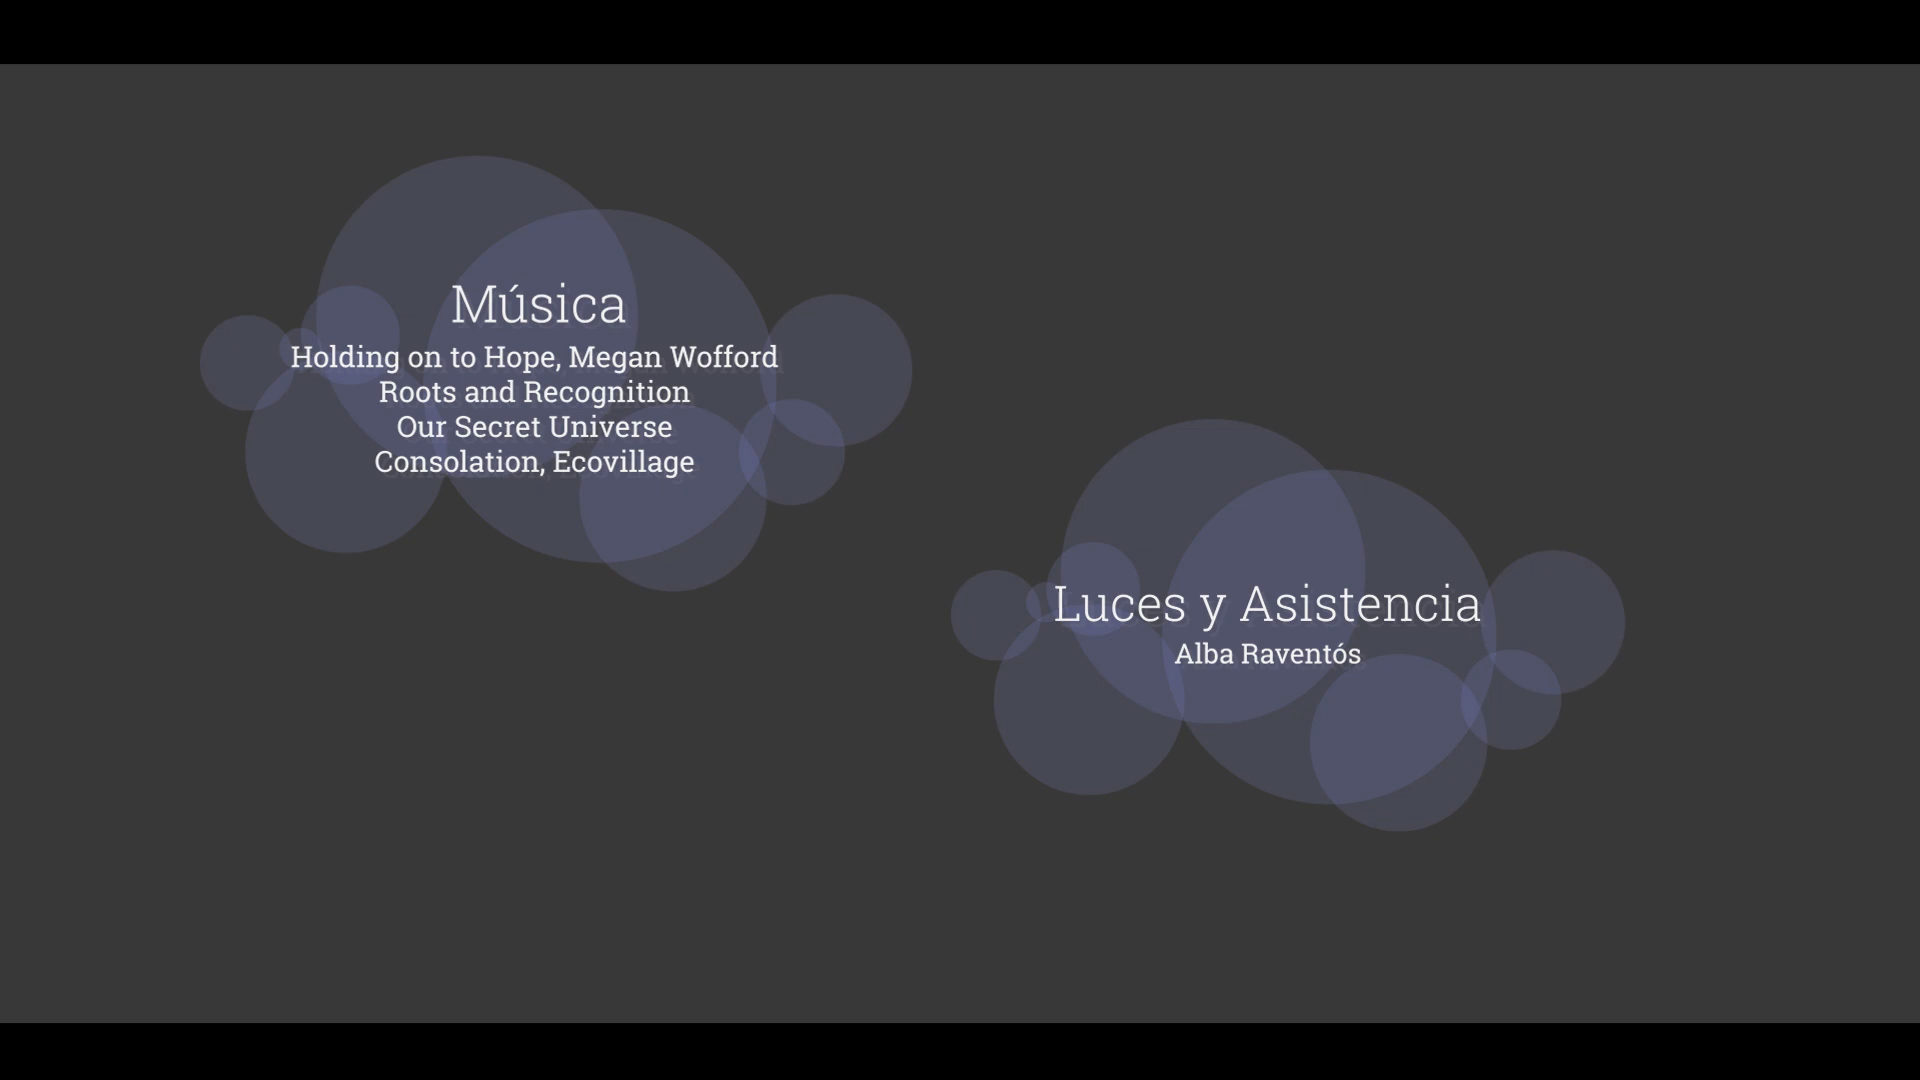 Música
Holding on to Hope, Megan Wofford
Roots and Recognition
Our Secret Universe
Consolation, Ecovillage
Luces y Asistencia
Alba Raventós